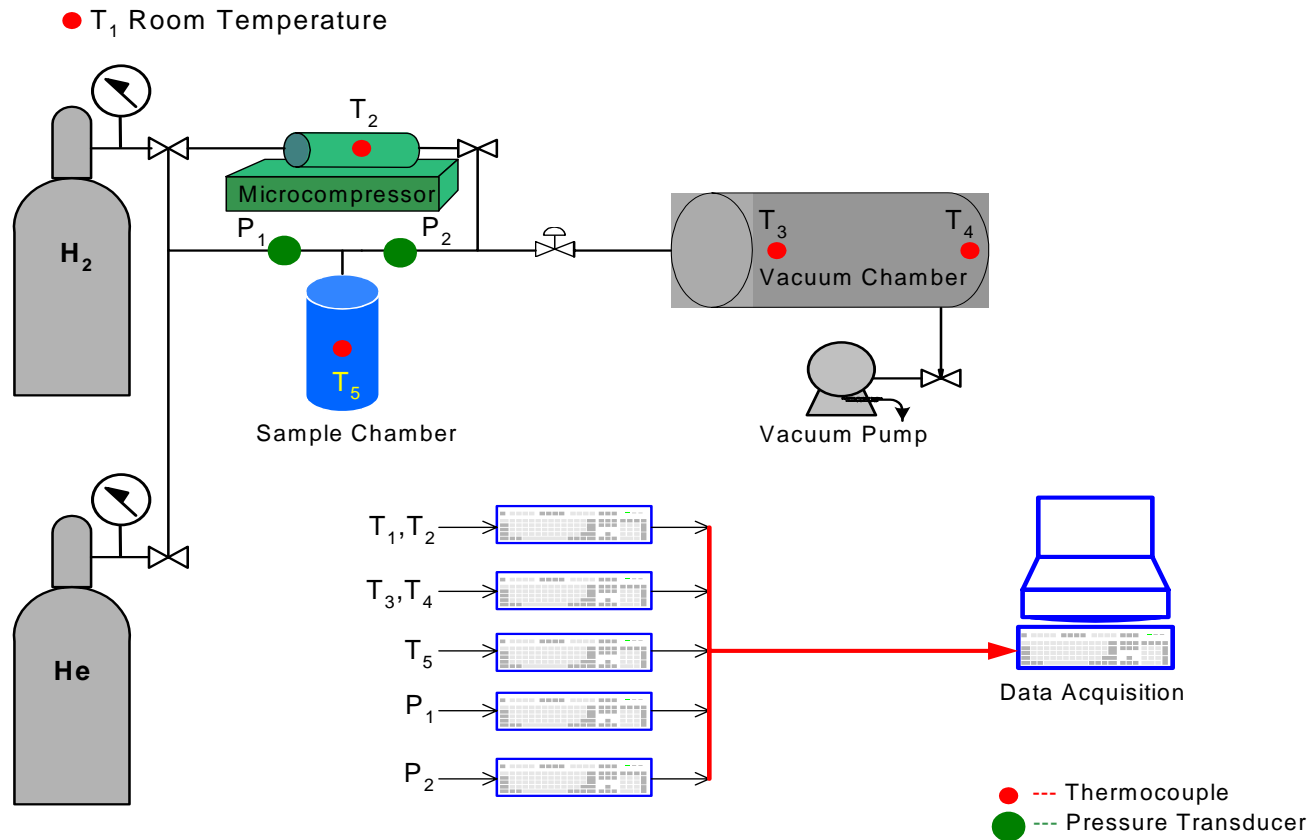 T₁ Room Temperature
T₂
Microcompressor
P₁
P₂
H₂
T₃
T₄
Vacuum Chamber
T₅
Sample Chamber
Vacuum Pump
He
T₁,T₂
T₃,T₄
T₅
P₁
P₂
Data Acquisition
--- Thermocouple
--- Pressure Transducer